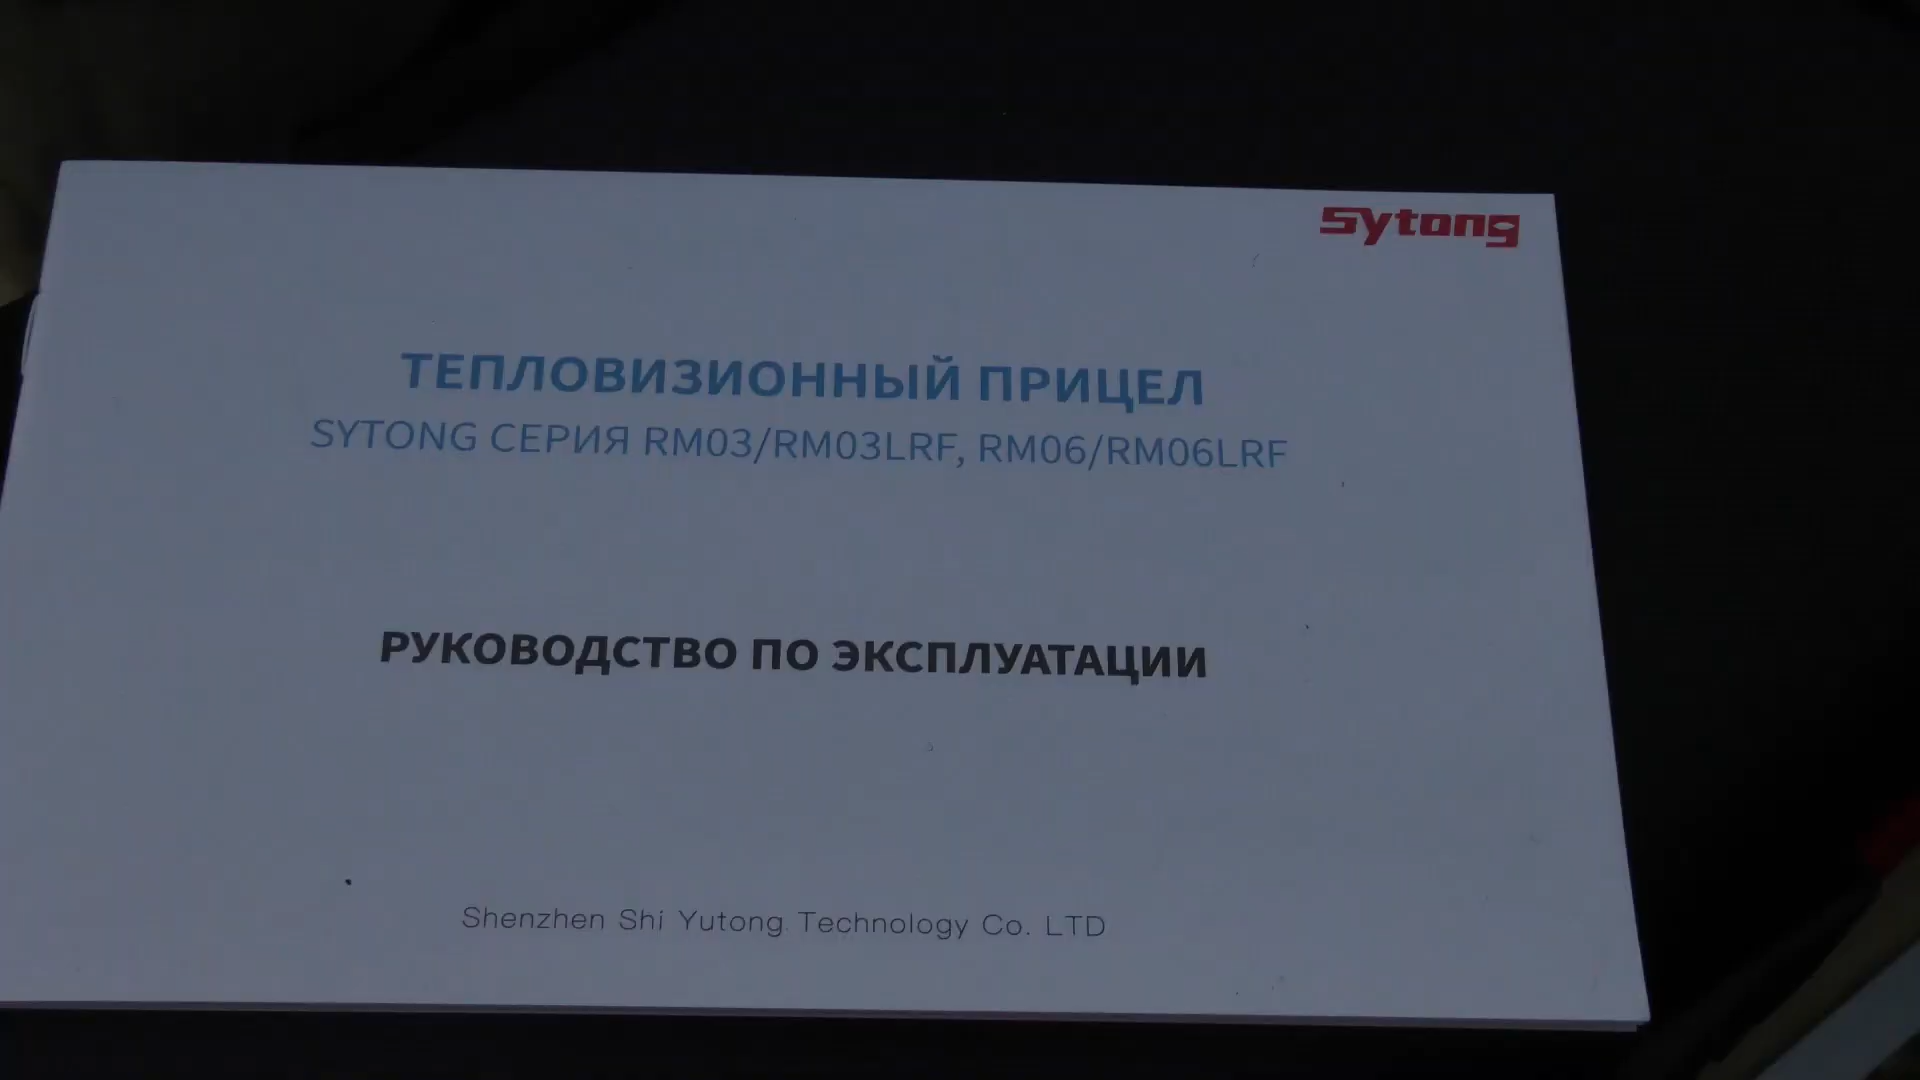 Sytong
ТЕПЛОВИЗИОННЫЙ ПРИЦЕЛ
SYTONG СЕРИЯ RM03/RM03LRF, RM06/RM06LRF
РУКОВОДСТВО ПО ЭКСПЛУАТАЦИИ
Shenzhen Shi Yutong Technology Co. LTD